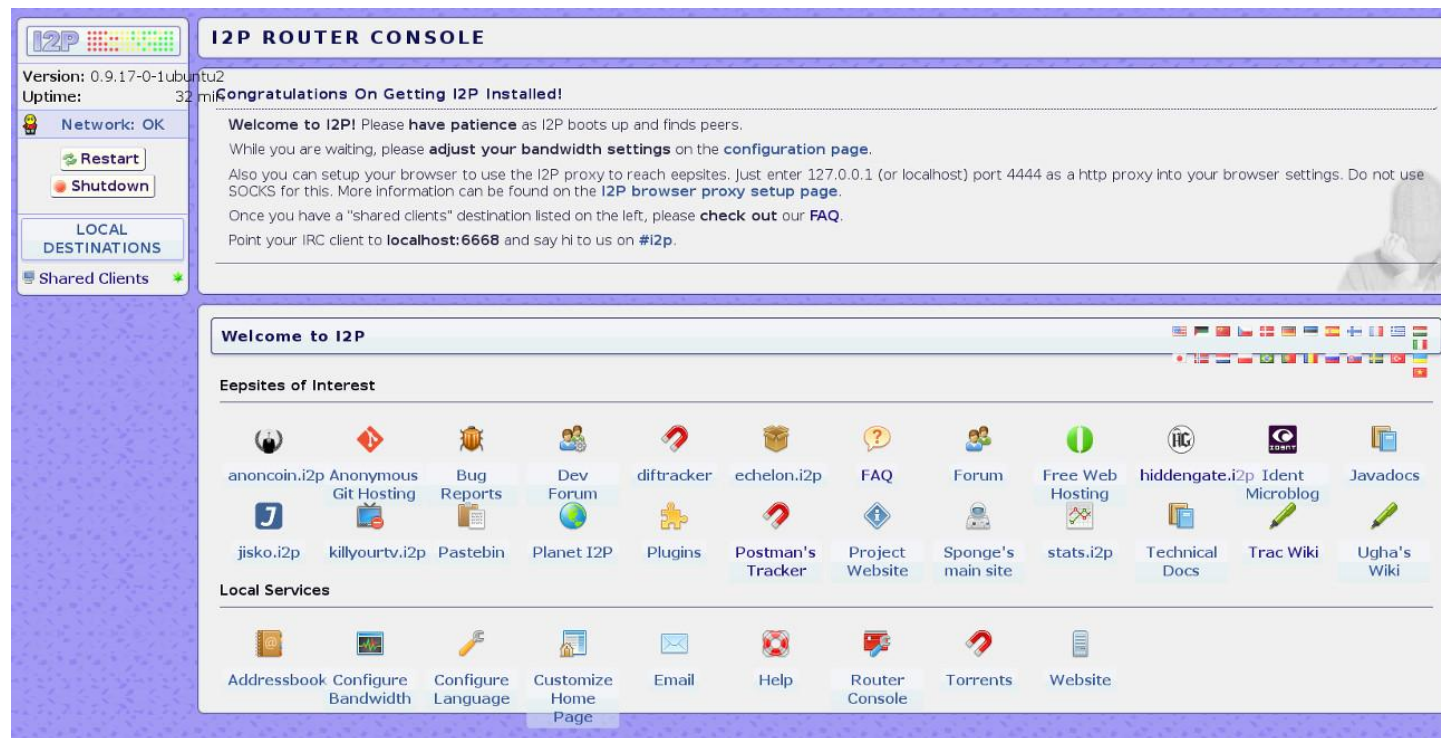 I2P
I2P ROUTER CONSOLE
Version: 0.9.17-0-1ubuntu2
Uptime: 32 min
Network: OK
Restart
Shutdown
LOCAL
DESTINATIONS
Shared Clients
Congratulations On Getting I2P Installed!
Welcome to I2P! Please have patience as I2P boots up and finds peers.
While you are waiting, please adjust your bandwidth settings on the configuration page.
Also you can setup your browser to use the I2P proxy to reach eepsites. Just enter 127.0.0.1 (or localhost) port 4444 as a http proxy into your browser settings. Do not use
SOCKS for this. More information can be found on the I2P browser proxy setup page.
Once you have a "shared clients" destination listed on the left, please check out our FAQ.
Point your IRC client to localhost:6668 and say hi to us on #i2p.
Welcome to I2P
Eepsites of Interest
anoncoin.i2p Anonymous Bug Dev diftracker echelon.i2p FAQ Forum Free Web hiddengate.i2p Ident Javadocs
Git Hosting Reports Forum Hosting Microblog
jisko.i2p killyourtv.i2p Pastebin Planet I2P Plugins Postman's Project Sponge's stats.i2p Technical Trac Wiki Ugha's
Tracker Website main site Docs Wiki
Local Services
Addressbook Configure Configure Customize Email Help Router Torrents Website
Bandwidth Language Home Console
Page